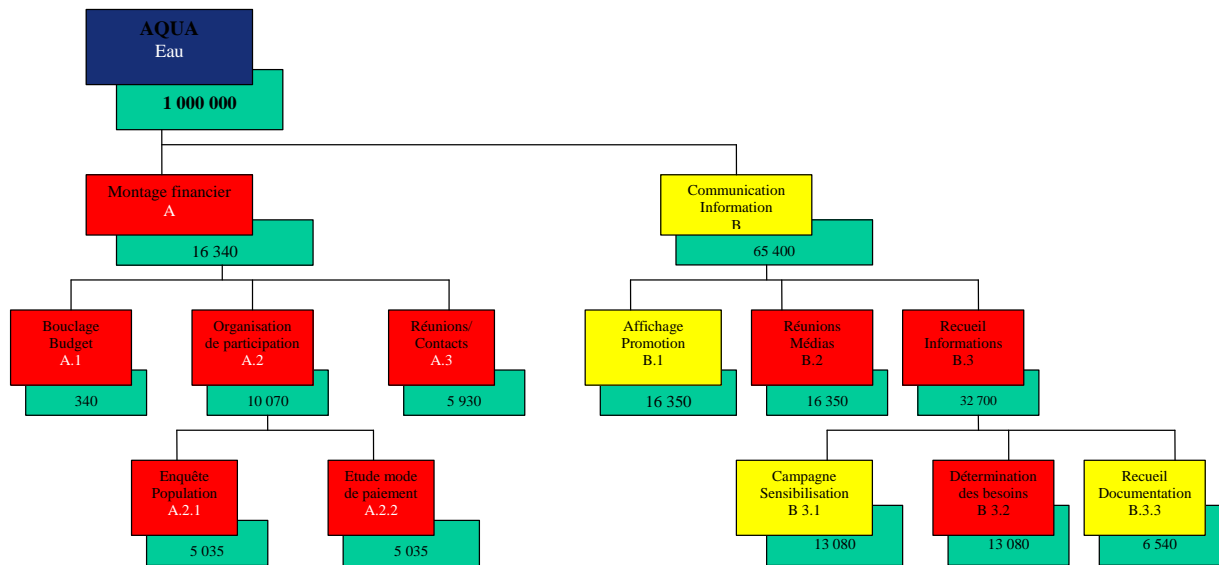 AQUA
Eau
1 000 000
Montage financier
A
16 340
Communication
Information
B
65 400
Bouclage
Budget
A.1
340
Organisation
de participation
A.2
10 070
Réunions/
Contacts
A.3
5 930
Affichage
Promotion
B.1
16 350
Réunions
Médias
B.2
16 350
Recueil
Informations
B.3
32 700
Enquête
Population
A.2.1
5 035
Etude mode
de paiement
A.2.2
5 035
Campagne
Sensibilisation
B 3.1
13 080
Détermination
des besoins
B 3.2
13 080
Recueil
Documentation
B.3.3
6 540